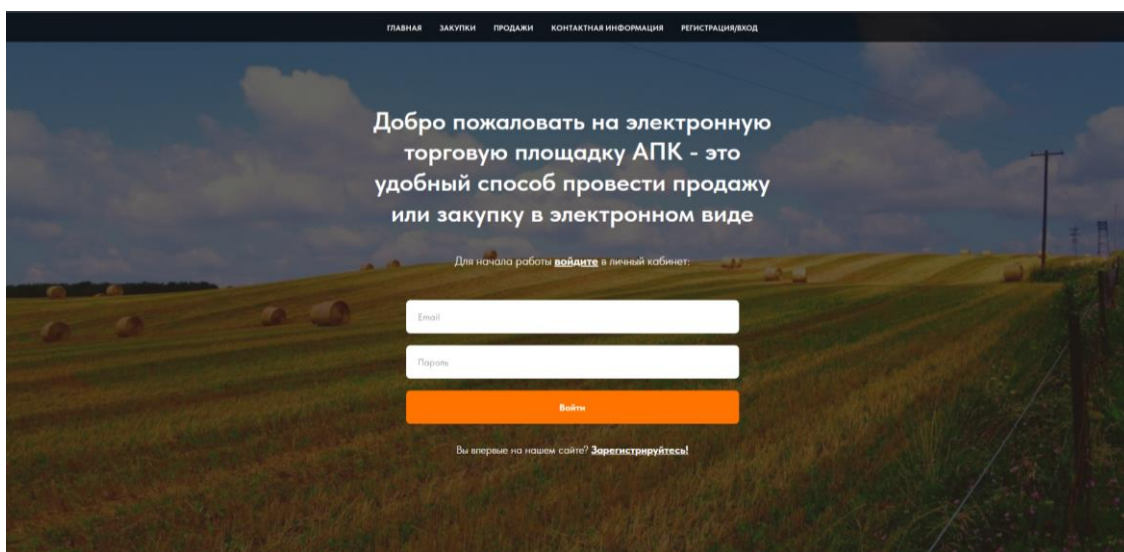 ГЛАВНАЯ ЗАКУПКИ ПРОДАЖИ КОНТАКТНАЯ ИНФОРМАЦИЯ РЕГИСТРАЦИЯ/ВХОД
Добро пожаловать на электронную
торговую площадку АПК - это
удобный способ провести продажу
или закупку в электронном виде
Для начала работы войдите в личный кабинет:
Email
Пароль
Войти
Вы впервые на нашем сайте? Зарегистрируйтесь!